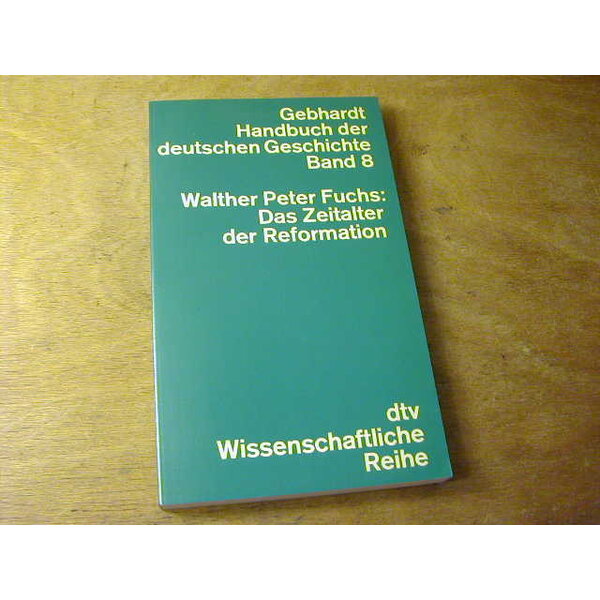 Gebhardt
Handbuch der
deutschen Geschichte
Band 8
Walther Peter Fuchs:
Das Zeitalter
der Reformation
dtv
Wissenschaftliche
Reihe